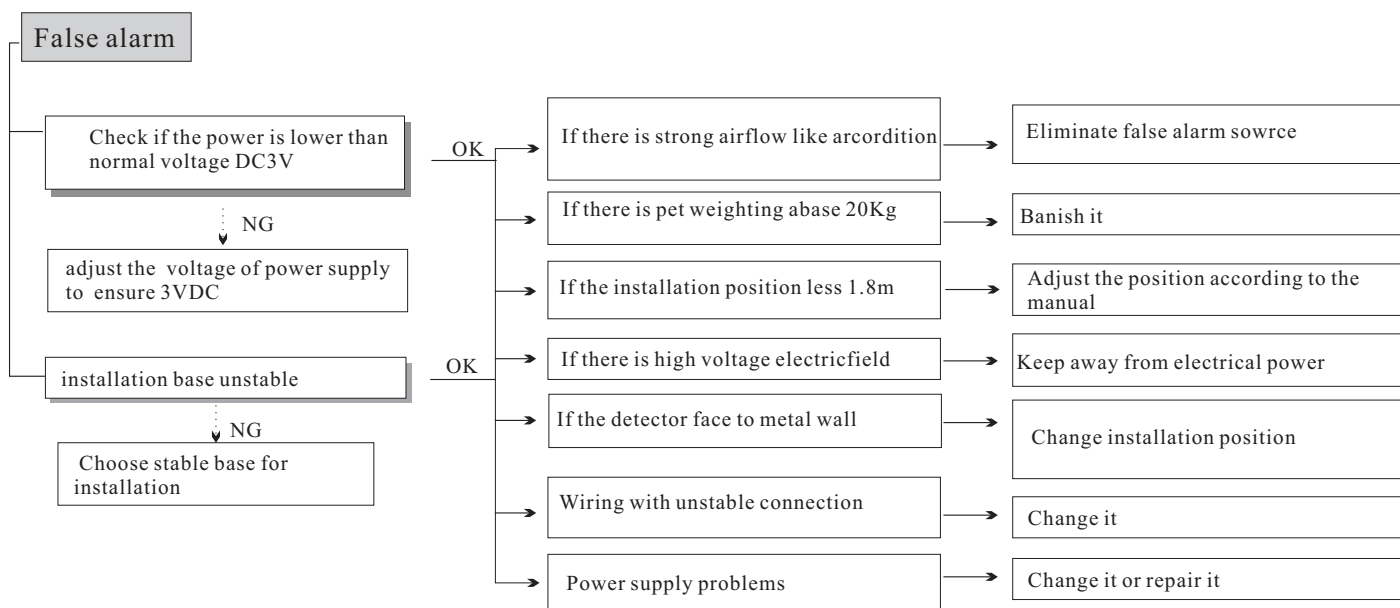 False alarm
Check if the power is lower than
normal voltage DC3V
NG
adjust the voltage of power supply
to ensure 3VDC
installation base unstable
NG
Choose stable base for
installation
OK
OK
If there is strong airflow like arcordition
Eliminate false alarm sowrce
If there is pet weighting abase 20Kg
Banish it
If the installation position less 1.8m
Adjust the position according to the
manual
If there is high voltage electricfield
Keep away from electrical power
If the detector face to metal wall
Change installation position
Wiring with unstable connection
Change it
Power supply problems
Change it or repair it